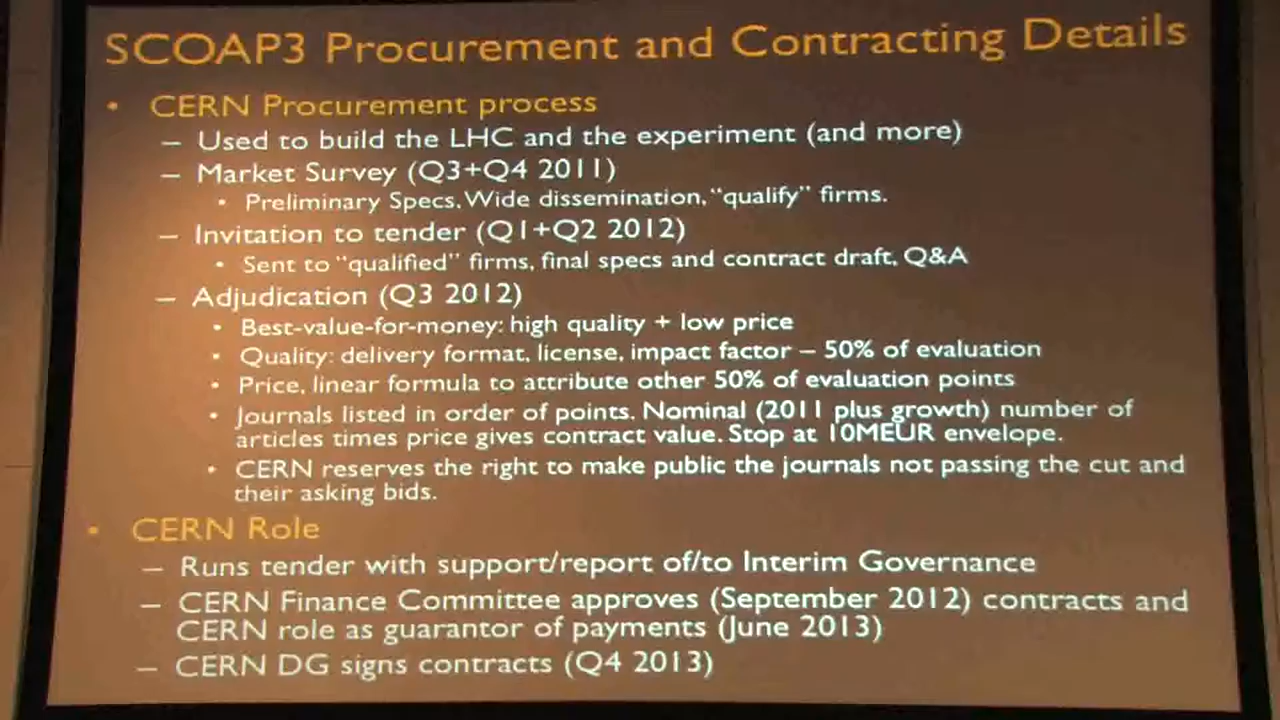 SCOAP3 Procurement and Contracting Details
• CERN Procurement process
– Used to build the LHC and the experiment (and more)
– Market Survey (Q3+Q4 2011)
• Preliminary Specs. Wide dissemination, “qualify” firms.
– Invitation to tender (Q1+Q2 2012)
• Sent to “qualified” firms, final specs and contract draft, Q&A
– Adjudication (Q3 2012)
• Best-value-for-money: high quality + low price
• Quality: delivery format, license, impact factor – 50% of evaluation
• Price, linear formula to attribute other 50% of evaluation points
• Journals listed in order of points. Nominal (2011 plus growth) number of
articles times price gives contract value. Stop at 10MEUR envelope.
• CERN reserves the right to make public the journals not passing the cut and
their asking bids.
• CERN Role
– Runs tender with support/report of/to Interim Governance
– CERN Finance Committee approves (September 2012) contracts and
CERN role as guarantor of payments (June 2013)
– CERN DG signs contracts (Q4 2013)